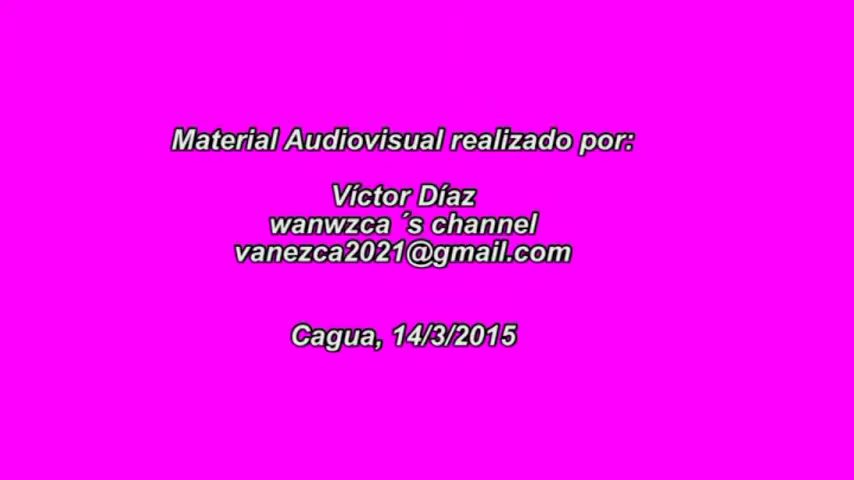 Material Audiovisual realizado por:
Víctor Díaz
wanwzca ´s channel
vanezca2021@gmail.com
Cagua, 14/3/2015